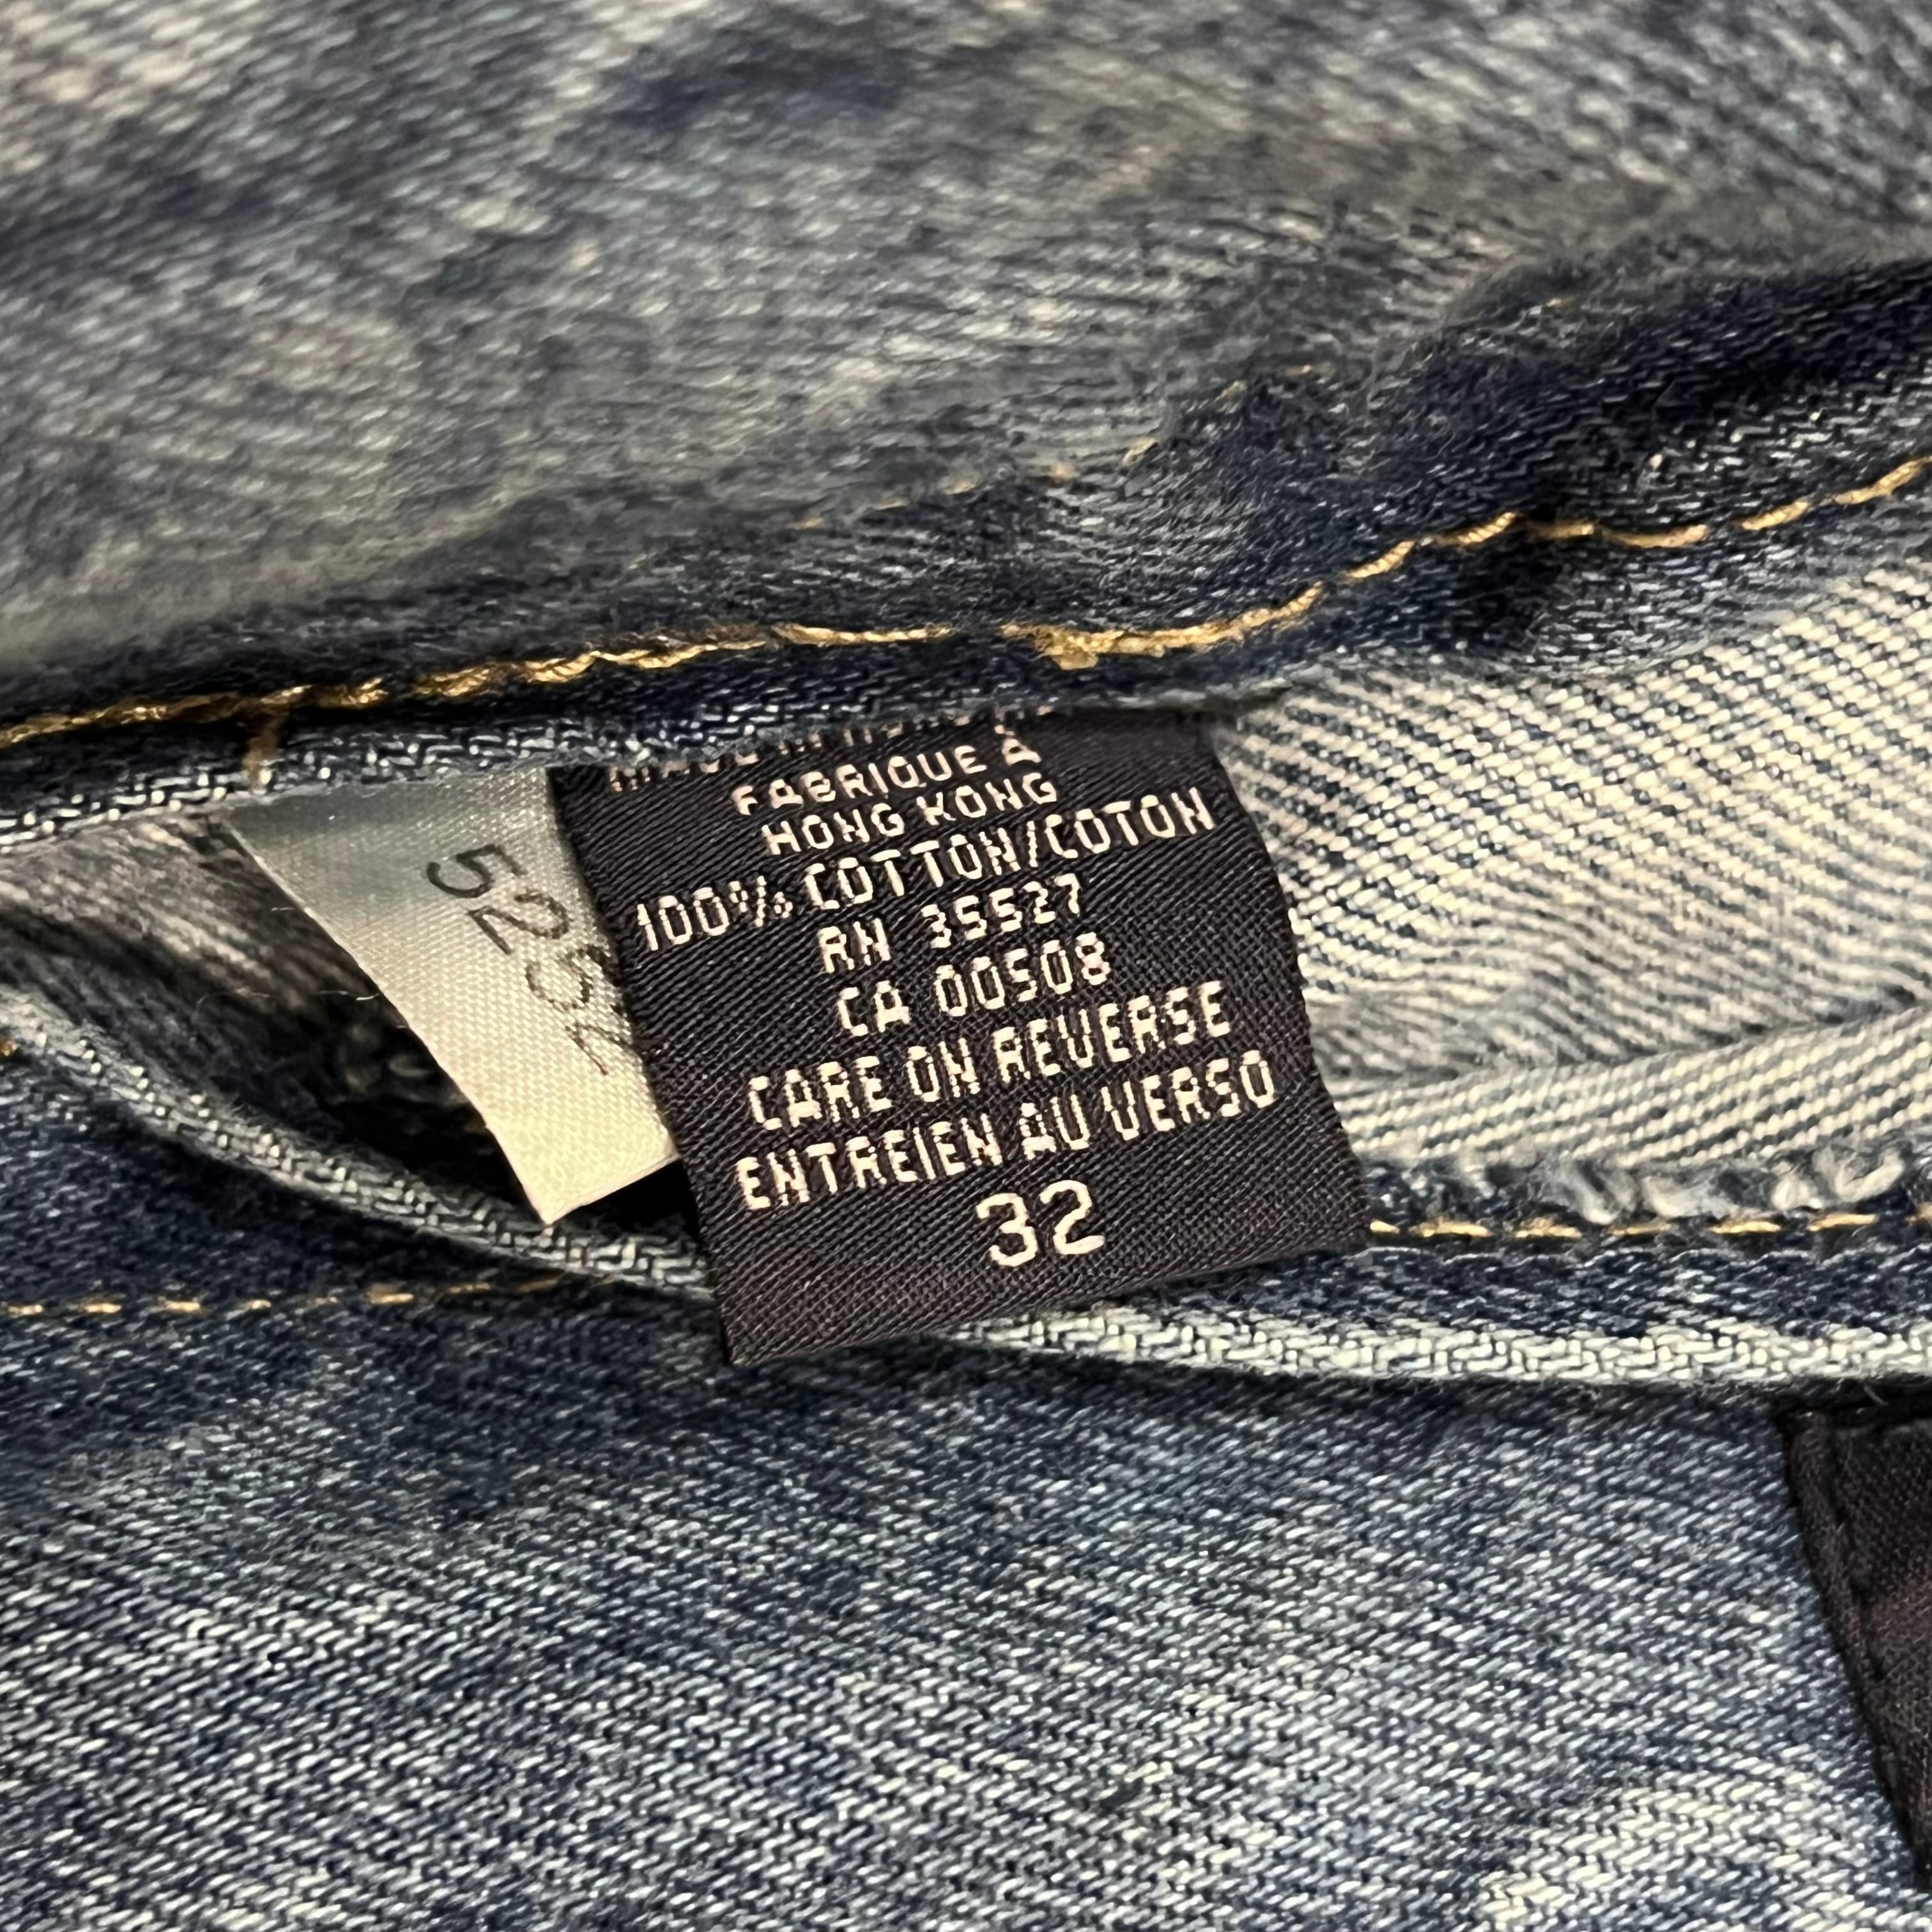 FABRIQUE À
HONG KONG
100% COTTON/COTON
RN 35527
CA 00508
CARE ON REVERSE
ENTREIEN AU VERSO
32